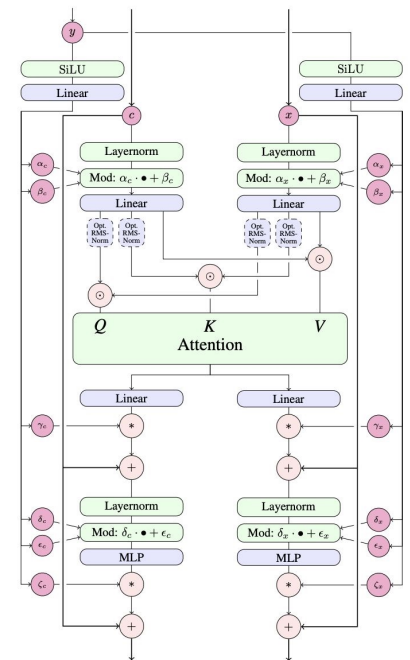 y
SiLU SiLU
Linear Linear
c x
Layernorm Layernorm
α_c Mod: α_c · • + β_c Mod: α_x · • + β_x α_x
β_c β_x
Linear Linear
Opt. RMS-Norm Opt. RMS-Norm Opt. RMS-Norm Opt. RMS-Norm
⊙
⊙
⊙
Q K V
Attention
Linear Linear
γ_c * * γ_x
+ +
Layernorm Layernorm
δ_c Mod: δ_c · • + ϵ_c Mod: δ_x · • + ϵ_x δ_x
ϵ_c ϵ_x
MLP MLP
ζ_c * * ζ_x
+ +